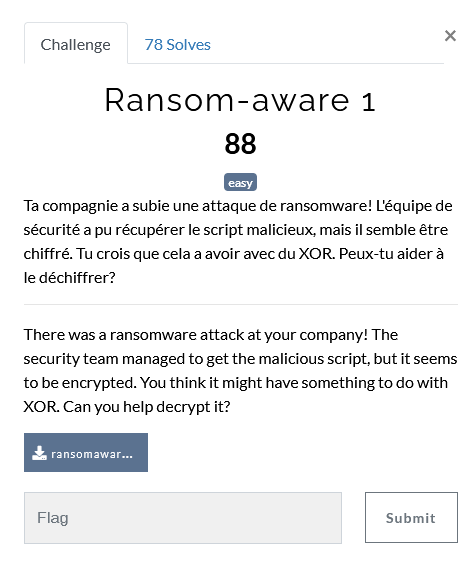 Challenge
78 Solves
×
Ransom-aware 1
88
easy
Ta compagnie a subie une attaque de ransomware! L'équipe de
sécurité a pu récupérer le script malicieux, mais il semble être
chiffré. Tu crois que cela a avoir avec du XOR. Peux-tu aider à
le déchiffrer?
There was a ransomware attack at your company! The
security team managed to get the malicious script, but it seems
to be encrypted. You think it might have something to do with
XOR. Can you help decrypt it?
ransomawar...
Flag
Submit